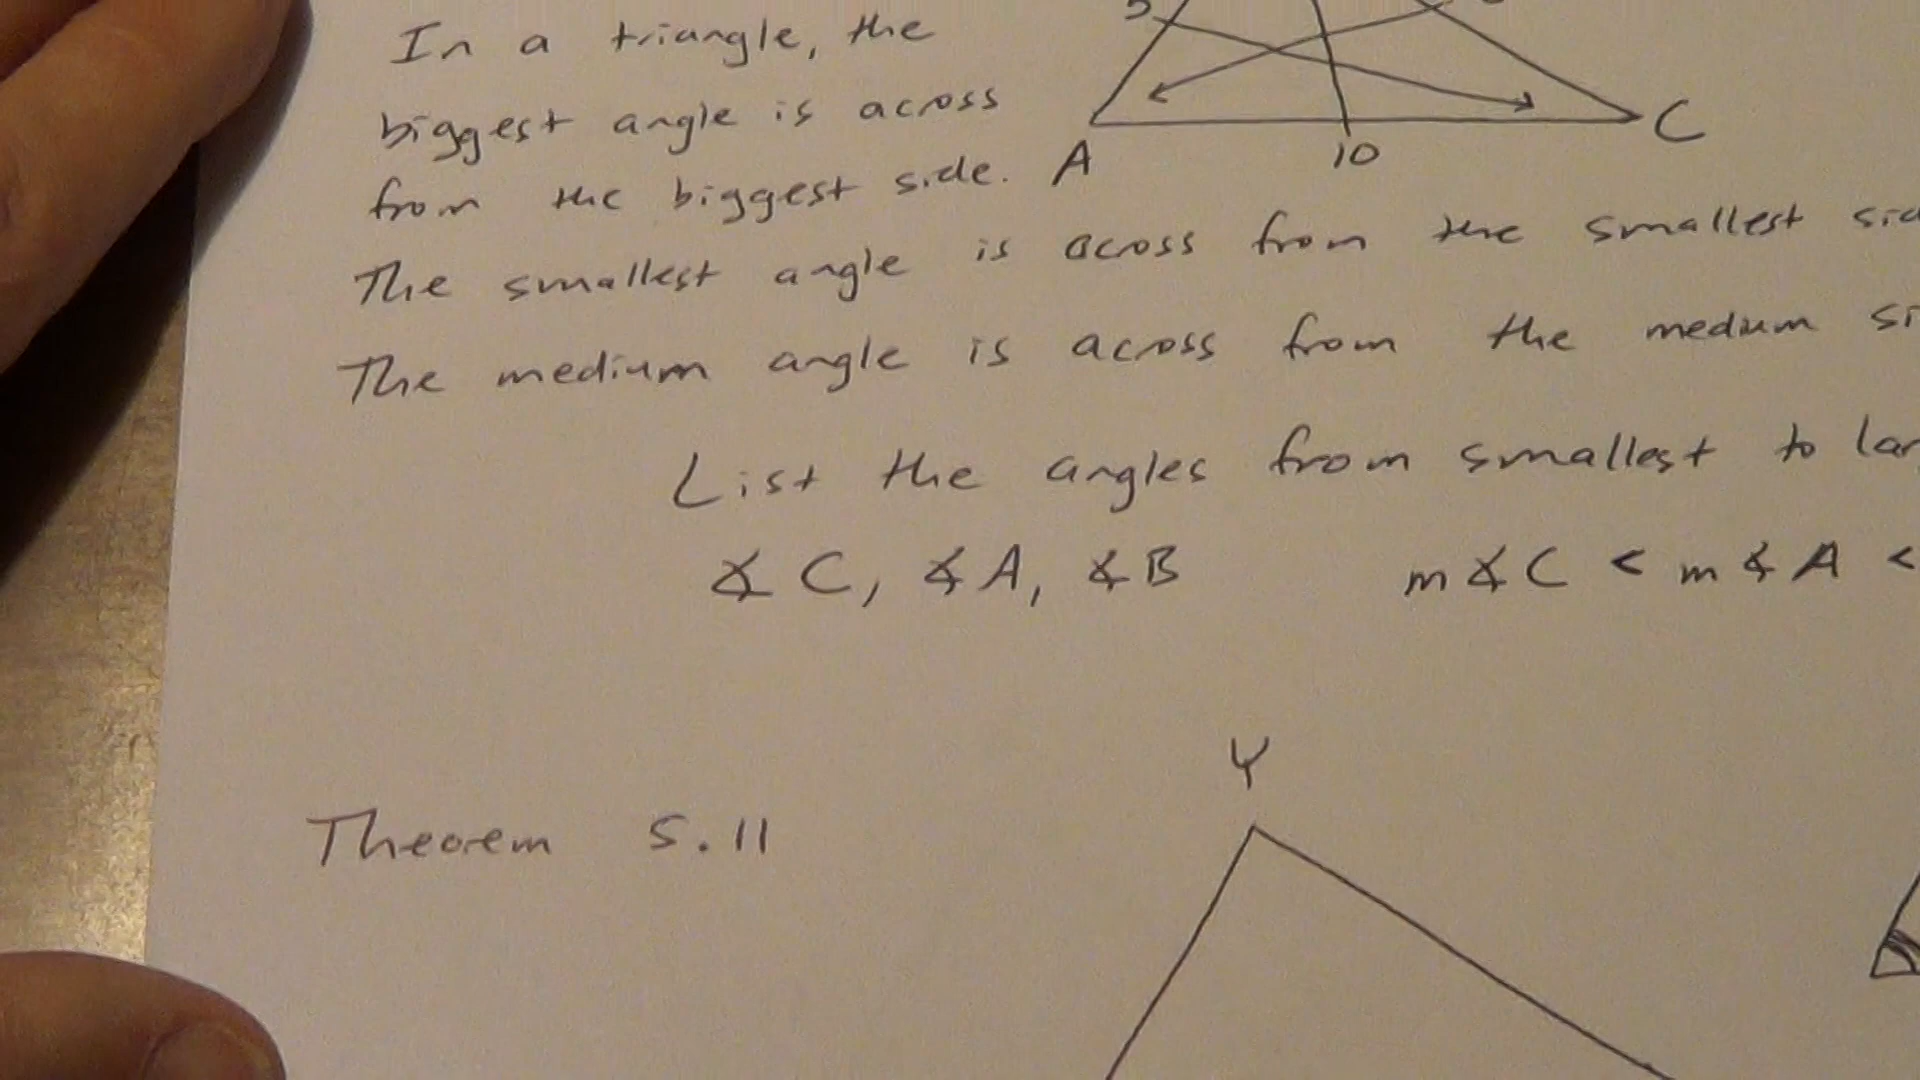 In a triangle, the
biggest angle is across
from the biggest side.
A
10
C
The smallest angle is across from the smallest
The medium angle is across from the medium
List the angles from smallest to
∡ C, ∡ A, ∡ B
m∡C < m∡A <
Y
Theorem 5.11